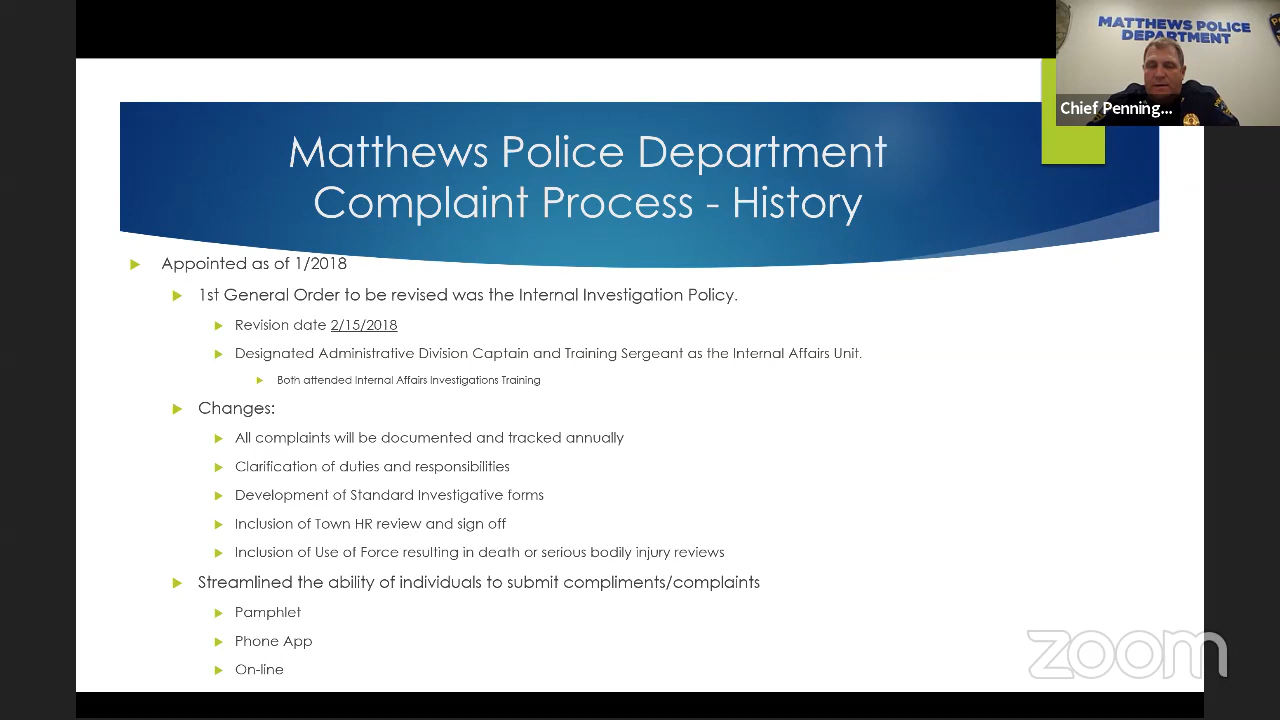 MATTHEWS POLICE
DEPARTMENT
Chief Penning...
Matthews Police Department
Complaint Process - History
Appointed as of 1/2018
1st General Order to be revised was the Internal Investigation Policy.
Revision date 2/15/2018
Designated Administrative Division Captain and Training Sergeant as the Internal Affairs Unit.
Both attended Internal Affairs Investigations Training
Changes:
All complaints will be documented and tracked annually
Clarification of duties and responsibilities
Development of Standard Investigative forms
Inclusion of Town HR review and sign off
Inclusion of Use of Force resulting in death or serious bodily injury reviews
Streamlined the ability of individuals to submit compliments/complaints
Pamphlet
Phone App
On-line
zoom